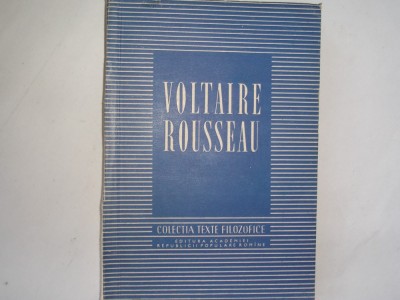 VOLTAIRE
ROUSSEAU
COLECȚIA TEXTE FILOZOFICE
EDITURA ACADEMIEI
REPUBLICII POPULARE ROMÎNE